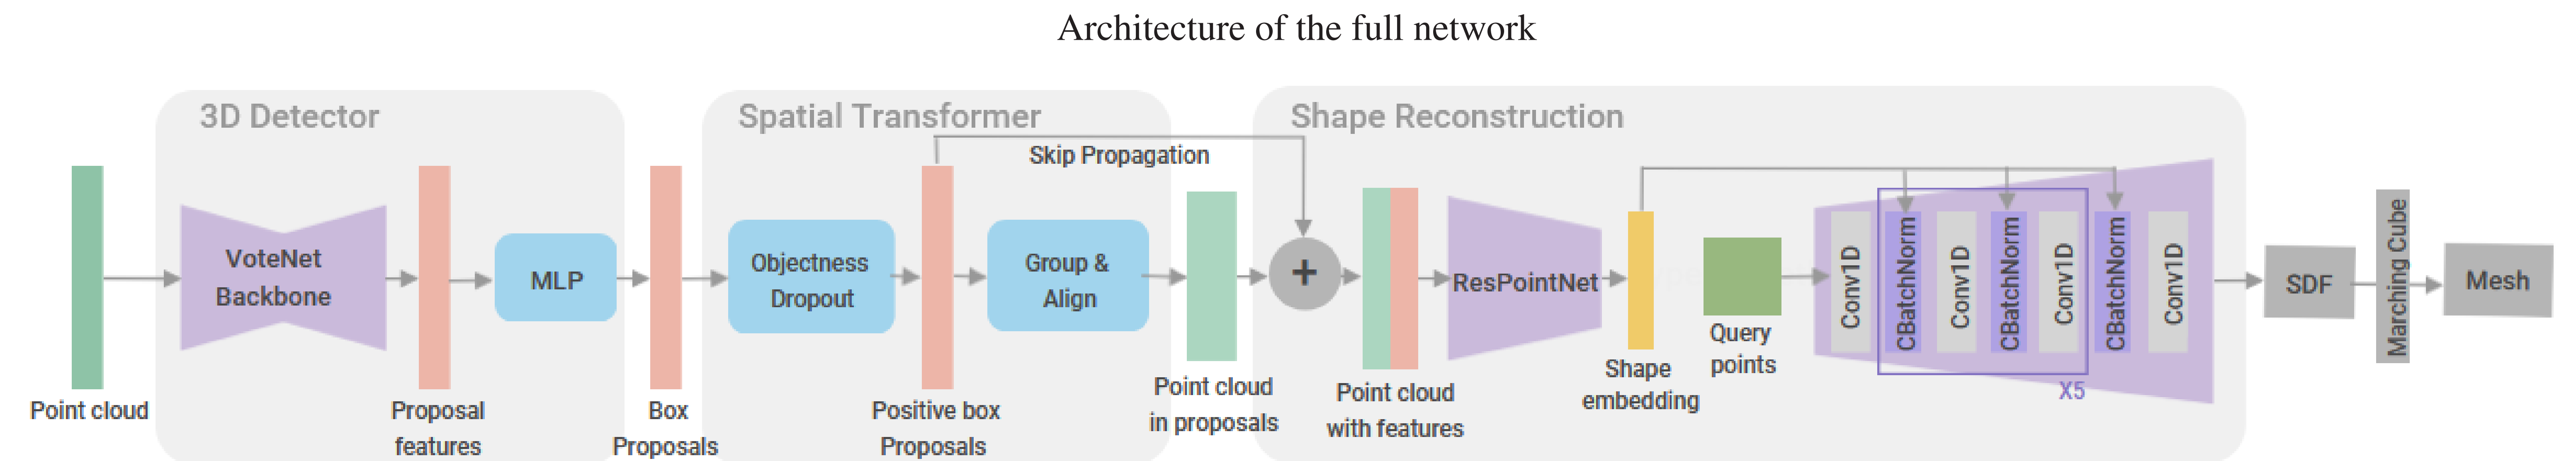 Architecture of the full network
3D Detector
Spatial Transformer
Shape Reconstruction
Skip Propagation
Point cloud
VoteNet
Backbone
Proposal
features
MLP
Box
Proposals
Objectness
Dropout
Positive box
Proposals
Group &
Align
Point cloud
in proposals
+
Point cloud
with features
ResPointNet
Shape
embedding
Query
points
Conv1D
CBatchNorm
Conv1D
CBatchNorm
Conv1D
CBatchNorm
Conv1D
X5
SDF
Marching Cube
Mesh